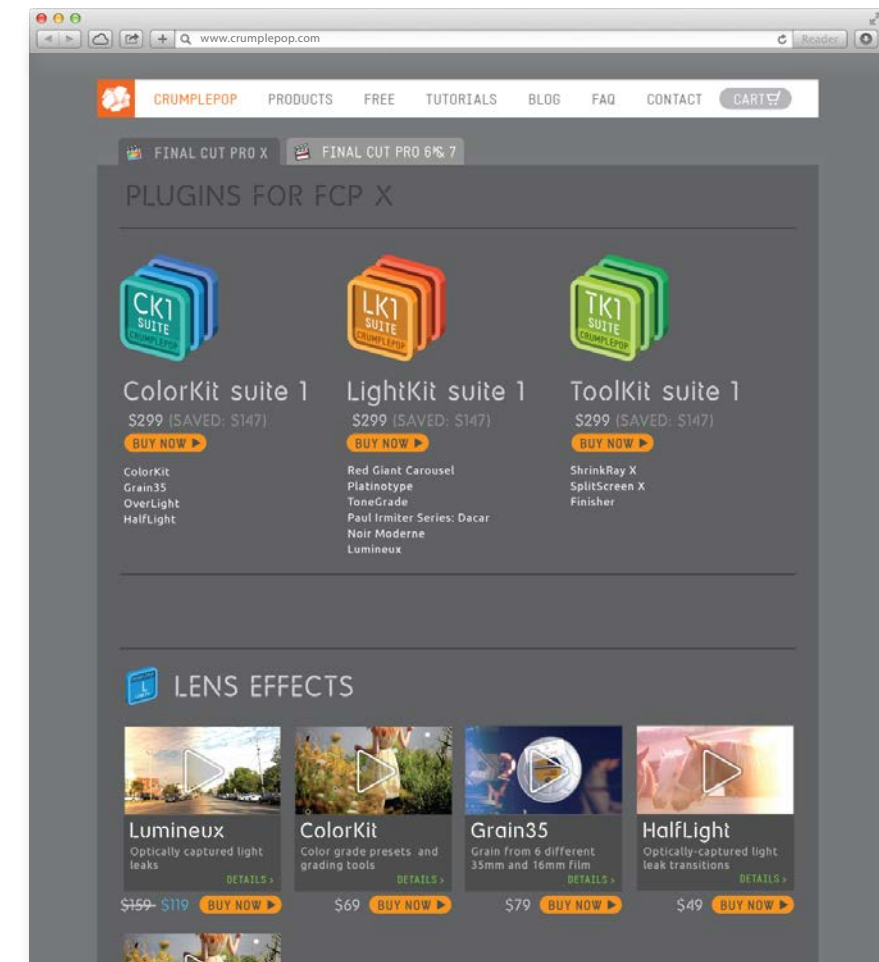 www.crumplepop.com
Reader
CRUMPLEPOP PRODUCTS FREE TUTORIALS BLOG FAQ CONTACT CART
FINAL CUT PRO X FINAL CUT PRO 6 & 7
PLUGINS FOR FCP X
CK1 LK1 TK1
SUITE SUITE SUITE
CRUMPLEPOP CRUMPLEPOP CRUMPLEPOP
ColorKit suite 1 LightKit suite 1 ToolKit suite 1
$299 (SAVED: $147) $299 (SAVED: $147) $299 (SAVED: $147)
BUY NOW BUY NOW BUY NOW
ColorKit Red Giant Carousel ShrinkRay X
Grain35 Platinotype SplitScreen X
OverLight ToneGrade Finisher
HalfLight Paul Irmiter Series: Dacar
Noir Moderne
Lumineux
L
LENS EFFECTS
Lumineux ColorKit Grain35 HalfLight
Optically captured light Color grade presets and Grain from 6 different Optically-captured light
leaks grading tools 35mm and 16mm film leak transitions
DETAILS › DETAILS › DETAILS › DETAILS ›
$159 $119 BUY NOW $69 BUY NOW $79 BUY NOW $49 BUY NOW